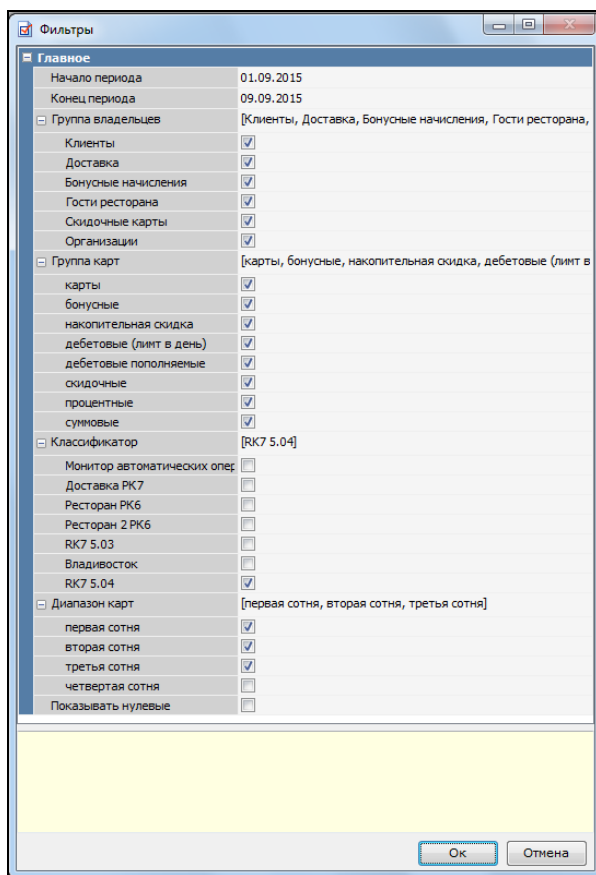 Фильтры
Главное
Начало периода 01.09.2015
Конец периода 09.09.2015
Группа владельцев [Клиенты, Доставка, Бонусные начисления, Гости ресторана,
Клиенты
Доставка
Бонусные начисления
Гости ресторана
Скидочные карты
Организации
Группа карт [карты, бонусные, накопительная скидка, дебетовые (лимт в
карты
бонусные
накопительная скидка
дебетовые (лимт в день)
дебетовые пополняемые
скидочные
процентные
суммовые
Классификатор [RK7 5.04]
Монитор автоматических опер
Доставка РК7
Ресторан РК6
Ресторан 2 РК6
RK7 5.03
Владивосток
RK7 5.04
Диапазон карт [первая сотня, вторая сотня, третья сотня]
первая сотня
вторая сотня
третья сотня
четвертая сотня
Показывать нулевые
Ок Отмена